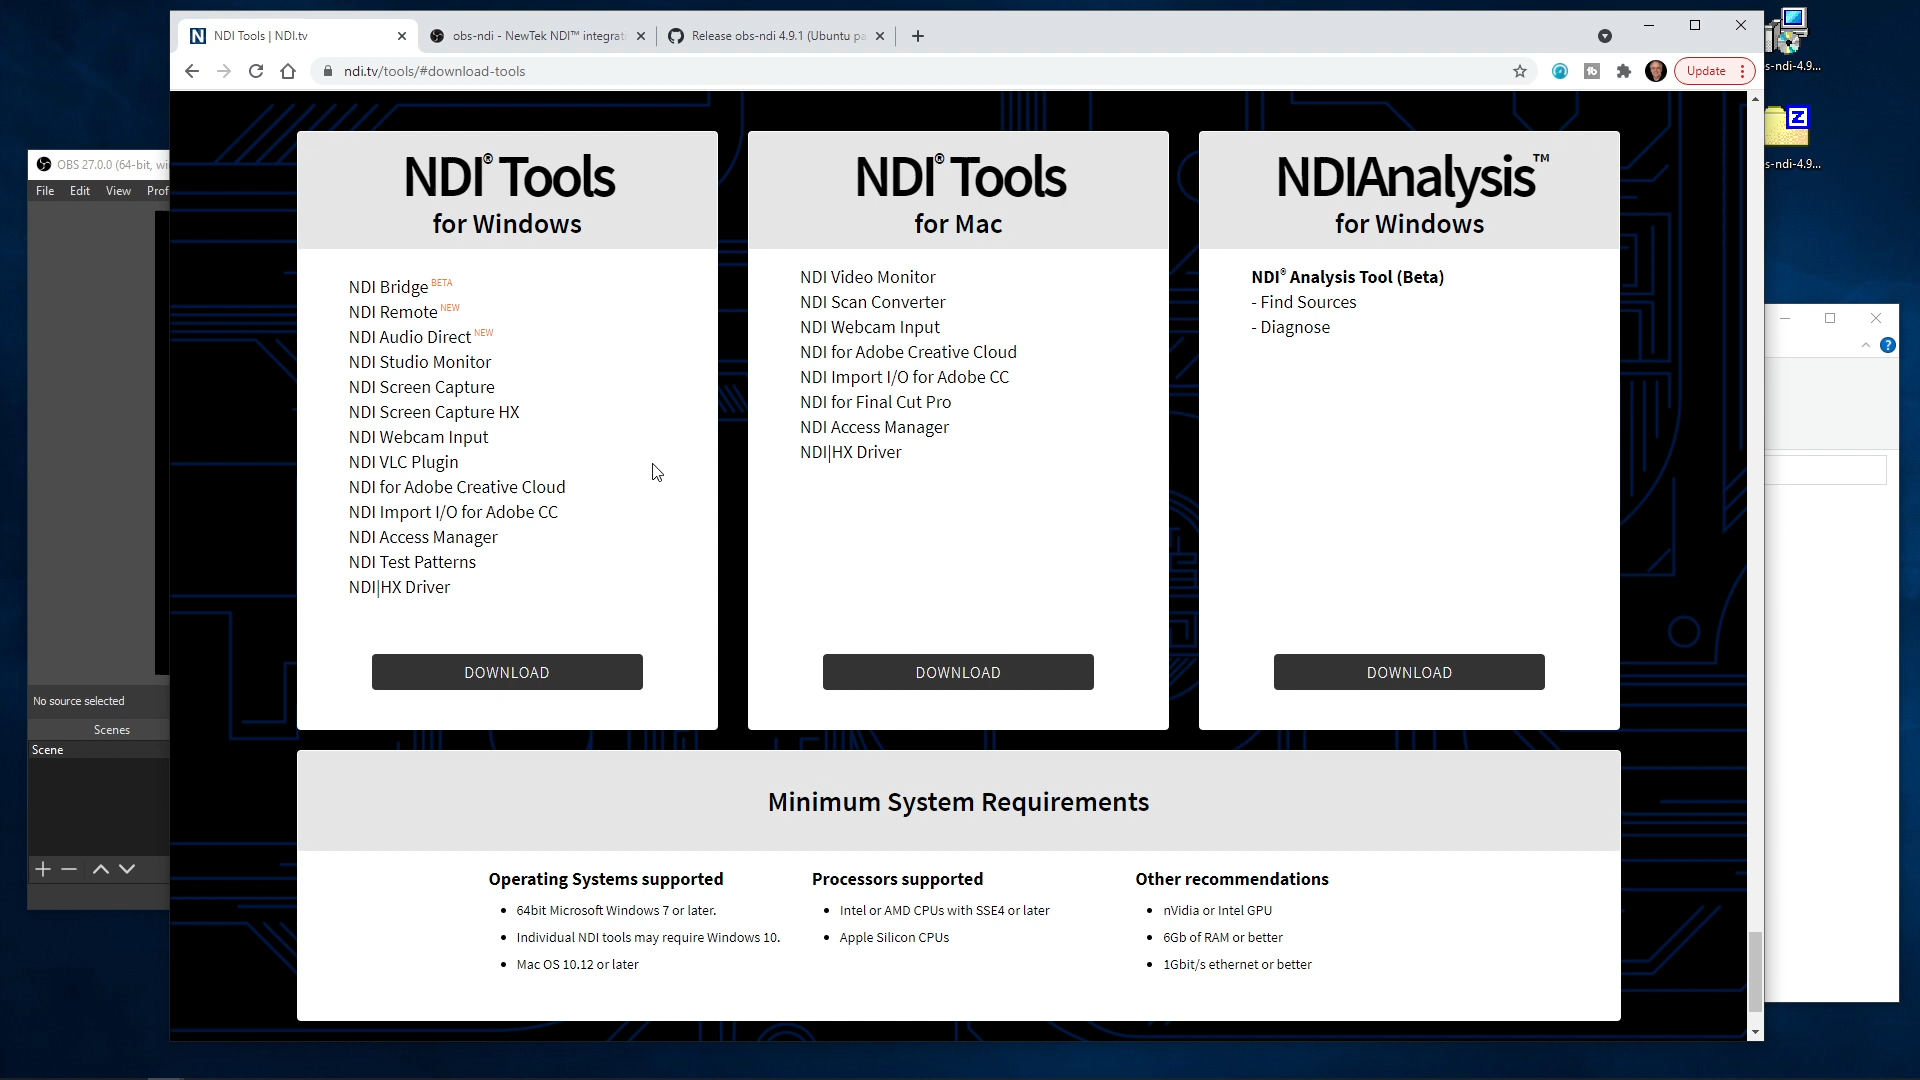 NDI Tools | NDI.tv
obs-ndi - NewTek NDI™ integrati
Release obs-ndi 4.9.1 (Ubuntu pa
ndi.tv/tools/#download-tools
Update
s-ndi-4.9...
s-ndi-4.9...
OBS 27.0.0 (64-bit, wi
File Edit View Prof
No source selected
Scenes
Scene
NDI® Tools
for Windows
NDI Bridge BETA
NDI Remote NEW
NDI Audio Direct NEW
NDI Studio Monitor
NDI Screen Capture
NDI Screen Capture HX
NDI Webcam Input
NDI VLC Plugin
NDI for Adobe Creative Cloud
NDI Import I/O for Adobe CC
NDI Access Manager
NDI Test Patterns
NDI|HX Driver
DOWNLOAD
NDI® Tools
for Mac
NDI Video Monitor
NDI Scan Converter
NDI Webcam Input
NDI for Adobe Creative Cloud
NDI Import I/O for Adobe CC
NDI for Final Cut Pro
NDI Access Manager
NDI|HX Driver
DOWNLOAD
NDIAnalysis™
for Windows
NDI® Analysis Tool (Beta)
- Find Sources
- Diagnose
DOWNLOAD
Minimum System Requirements
Operating Systems supported
• 64bit Microsoft Windows 7 or later.
• Individual NDI tools may require Windows 10.
• Mac OS 10.12 or later
Processors supported
• Intel or AMD CPUs with SSE4 or later
• Apple Silicon CPUs
Other recommendations
• nVidia or Intel GPU
• 6Gb of RAM or better
• 1Gbit/s ethernet or better